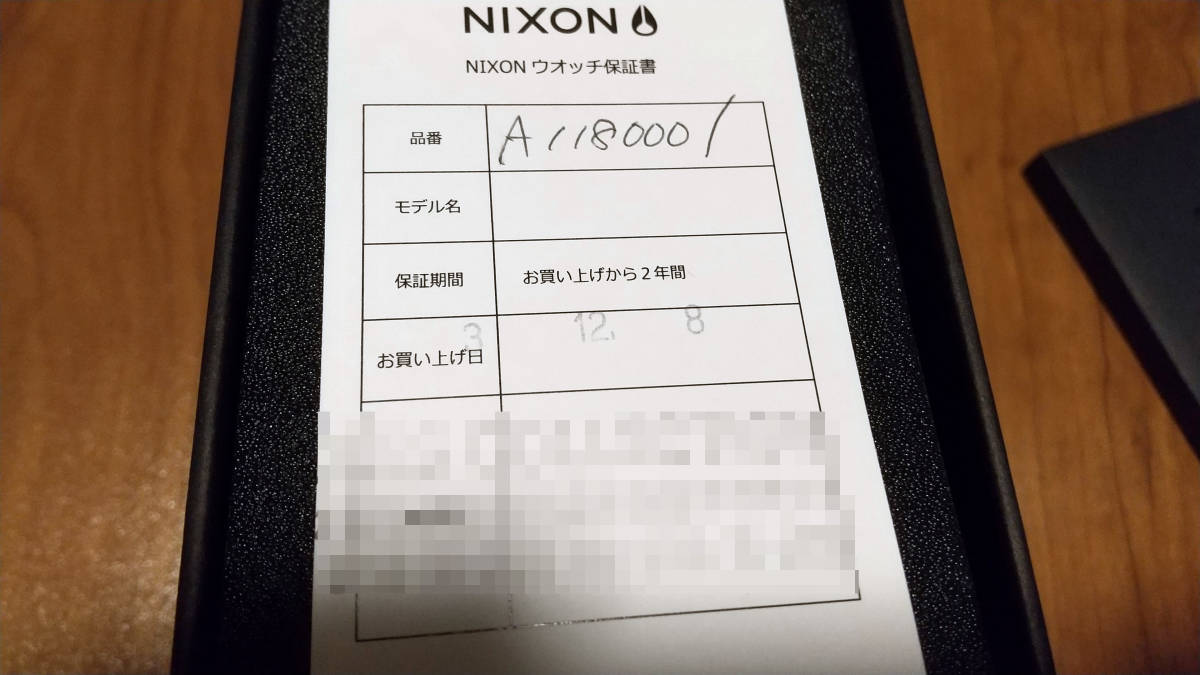 NIXON
NIXON ウオッチ保証書
品番 A1180001
モデル名
保証期間 お買い上げから2年間
3 12. 8
お買い上げ日